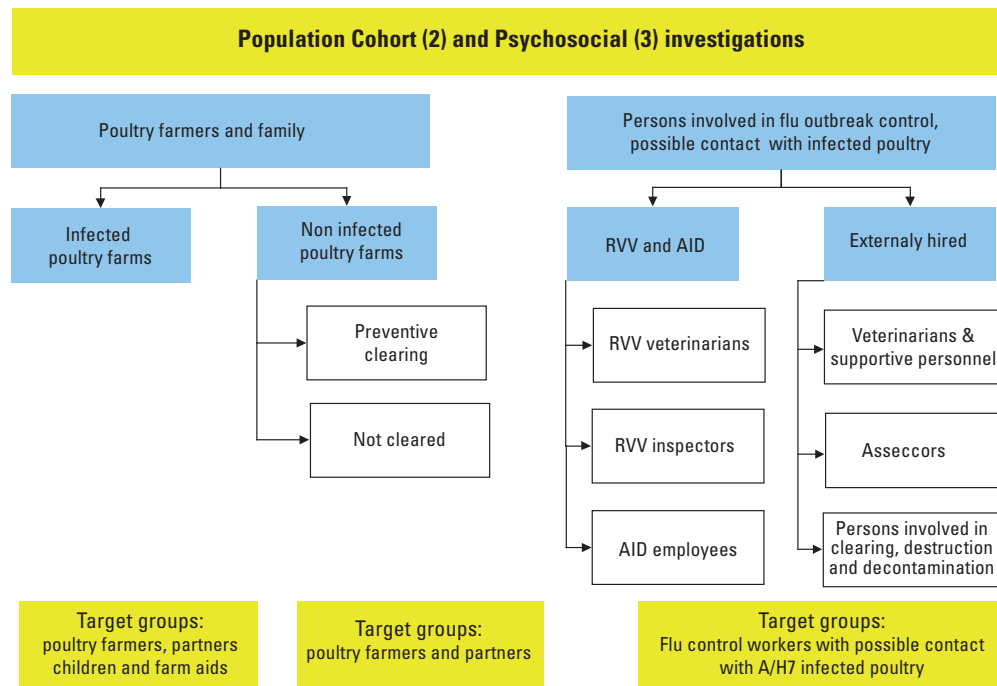 Population Cohort (2) and Psychosocial (3) investigations
Poultry farmers and family
Persons involved in flu outbreak control,
possible contact with infected poultry
Infected
poultry farms
Non infected
poultry farms
RVV and AID
Externaly hired
Preventive
clearing
Not cleared
RVV veterinarians
RVV inspectors
AID employees
Veterinarians &
supportive personnel
Asseccors
Persons involved in
clearing, destruction
and decontamination
Target groups:
poultry farmers, partners
children and farm aids
Target groups:
poultry farmers and partners
Target groups:
Flu control workers with possible contact
with A/H7 infected poultry